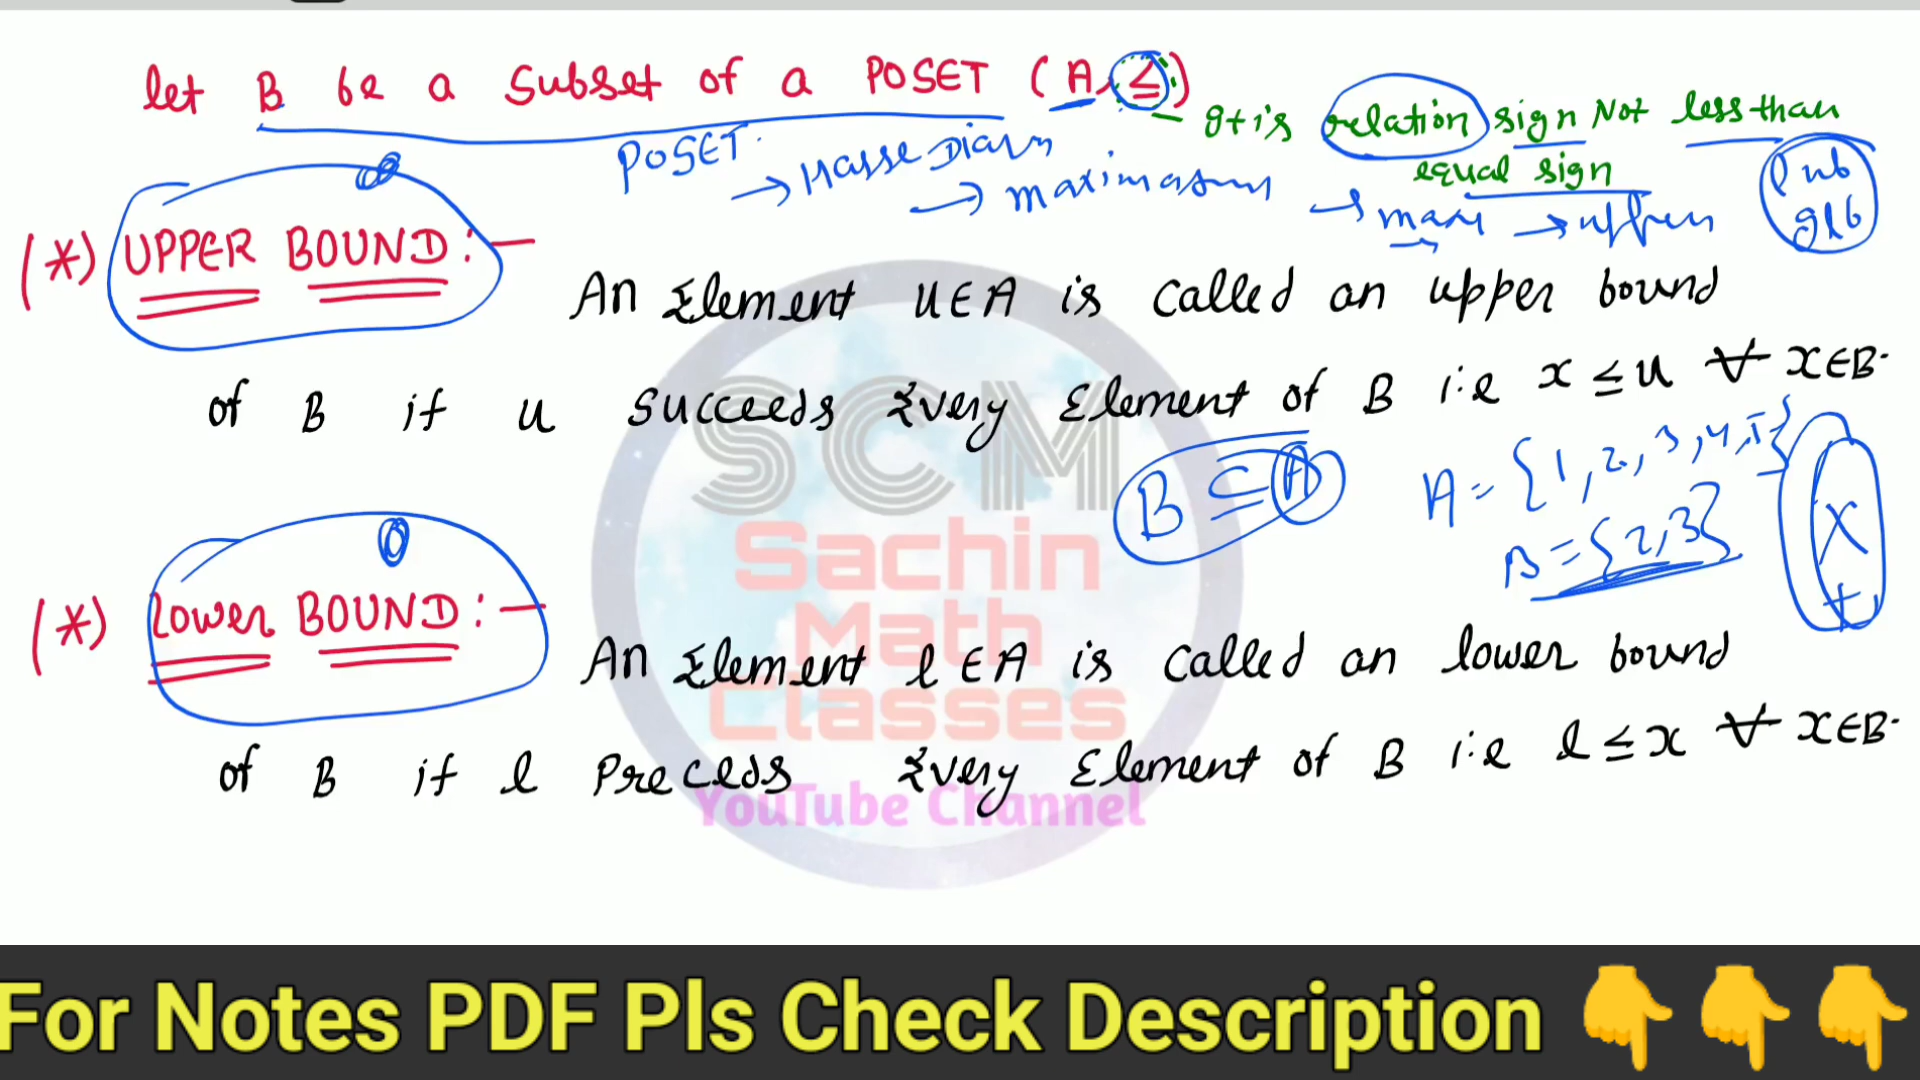 let B be a Subset of a POSET (A, ≤)
It is relation sign Not less than
equal sign
POSET
→ Hasse Diam
→ 
→ max → upper
lub
glb
(*) UPPER BOUND:-
An Element u∈A is called an upper bound
of B if u succeeds Every Element of B i.e x ≤ u ∀ x∈B.
B ⊆ A
A = {1, 2, 3, 4, 5}
B = {2, 3}
(*) Lower BOUND:-
An Element l∈A is called an lower bound
of B if l Preceds Every Element of B i.e l ≤ x ∀ x∈B.
SCM
Sachin
Math
Classes
YouTube Channel
For Notes PDF Pls Check Description 👇👇👇